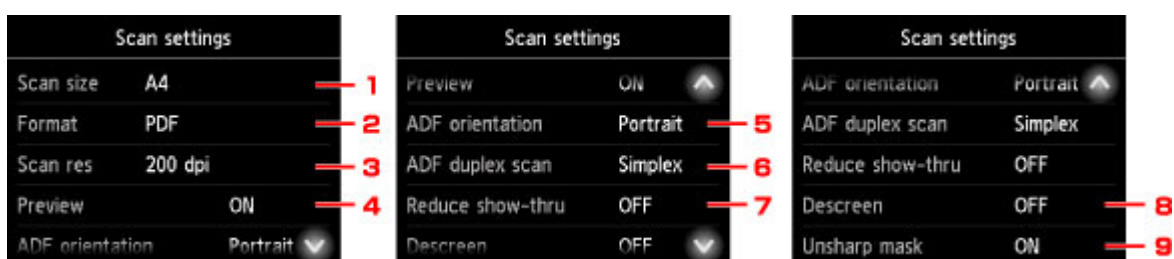 Scan settings
Scan size A4 1
Format PDF 2
Scan res 200 dpi 3
Preview ON 4
ADF orientation Portrait
Scan settings
Preview ON
ADF orientation Portrait 5
ADF duplex scan Simplex 6
Reduce show-thru OFF 7
Descreen OFF
Scan settings
ADF orientation Portrait
ADF duplex scan Simplex
Reduce show-thru OFF
Descreen OFF 8
Unsharp mask ON 9